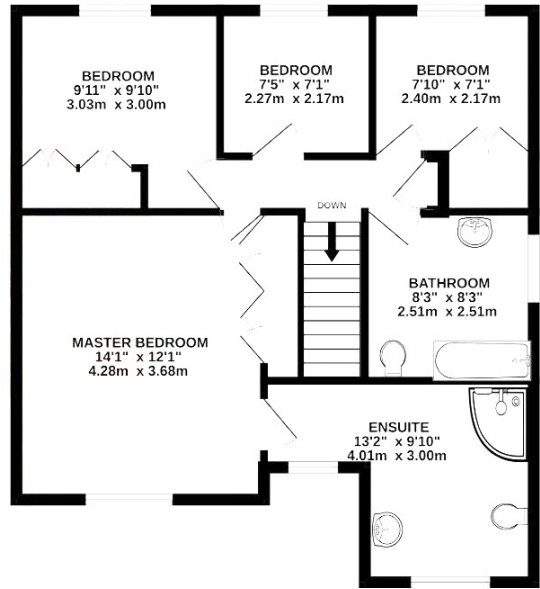 BEDROOM
9'11" x 9'10"
3.03m x 3.00m
BEDROOM
7'5" x 7'1"
2.27m x 2.17m
BEDROOM
7'10" x 7'1"
2.40m x 2.17m
DOWN
BATHROOM
8'3" x 8'3"
2.51m x 2.51m
MASTER BEDROOM
14'1" x 12'1"
4.28m x 3.68m
ENSUITE
13'2" x 9'10"
4.01m x 3.00m